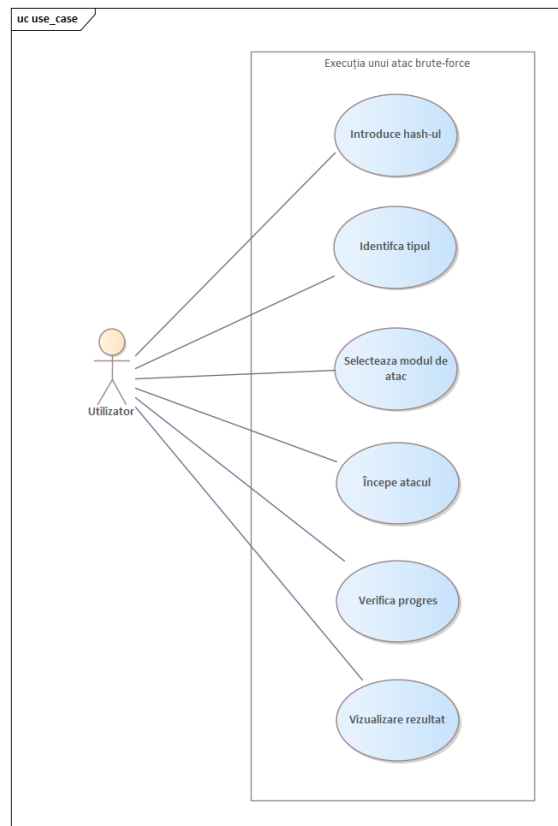 uc use_case
Execuția unui atac brute-force
Introduce hash-ul
Identifca tipul
Selecteaza modul de
atac
Utilizator
Începe atacul
Verifica progres
Vizualizare rezultat